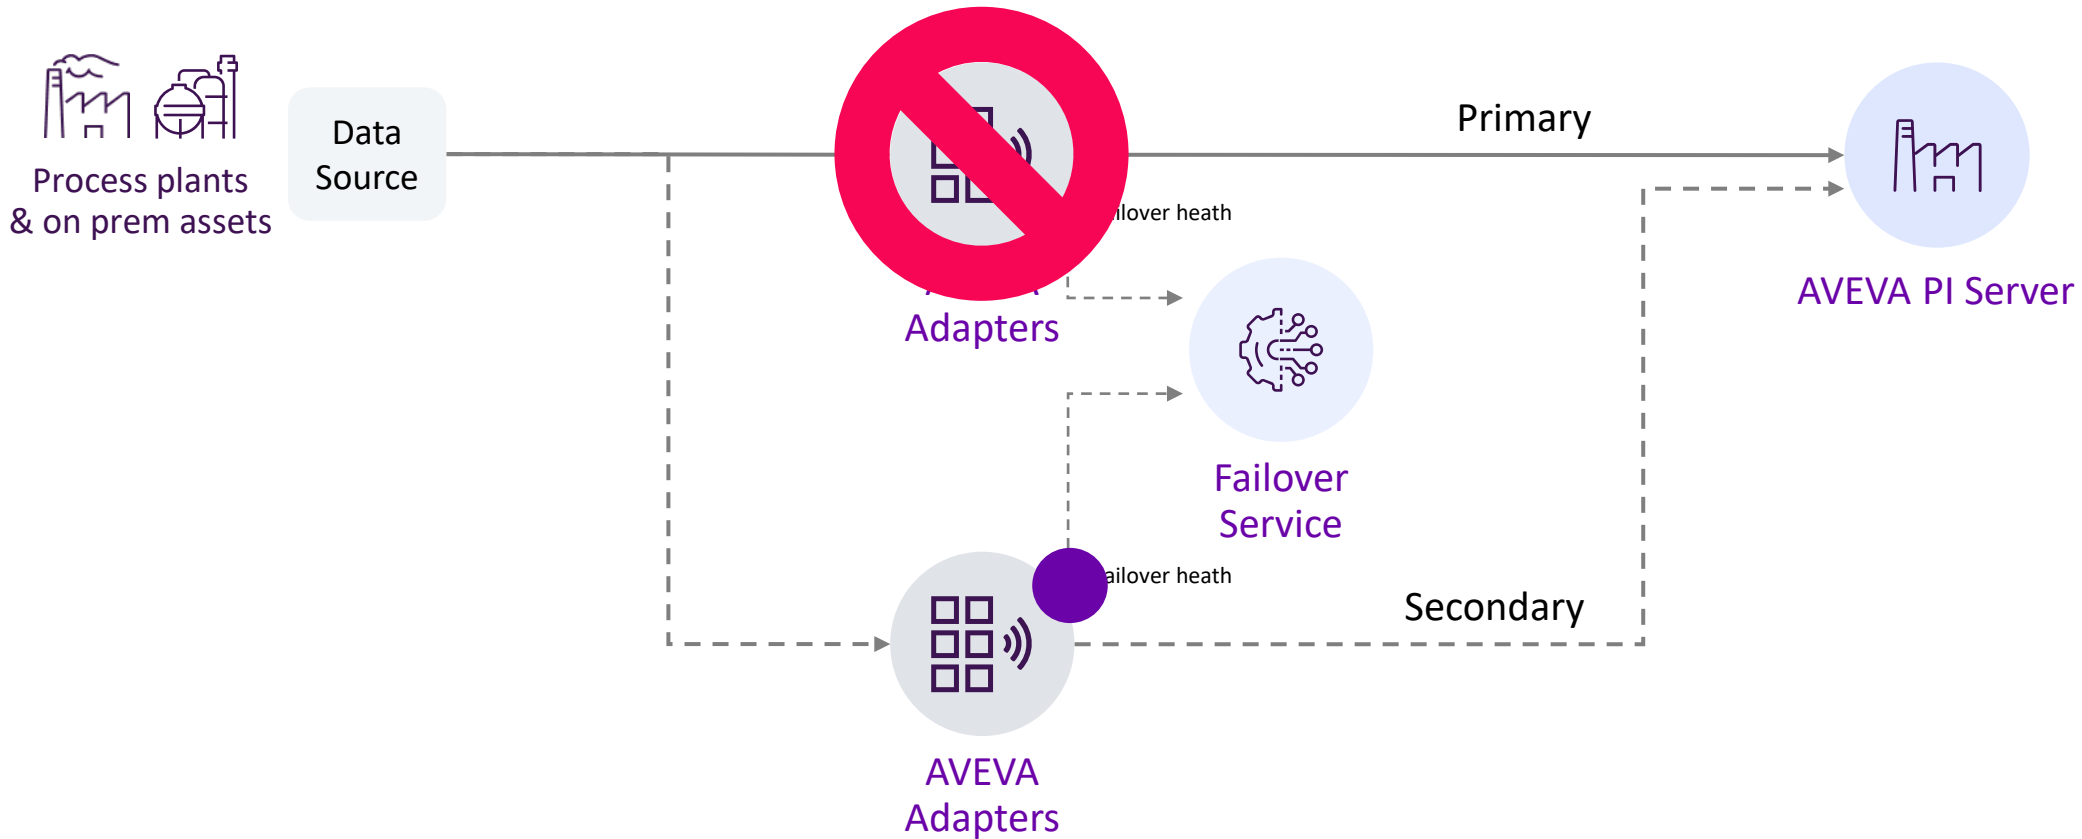 Process plants
& on prem assets
Data
Source
Primary
ilover heath
Adapters
AVEVA PI Server
Failover
Service
ailover heath
Secondary
AVEVA
Adapters